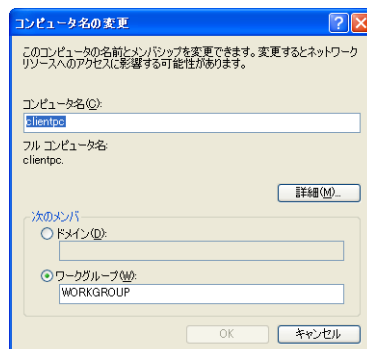 コンピュータ名の変更
このコンピュータの名前とメンバシップを変更できます。変更するとネットワーク
リソースへのアクセスに影響する可能性があります。
コンピュータ名(C):
clientpc
フル コンピュータ名:
clientpc.
詳細(M)...
次のメンバ
ドメイン(D):
ワークグループ(W):
WORKGROUP
OK
キャンセル